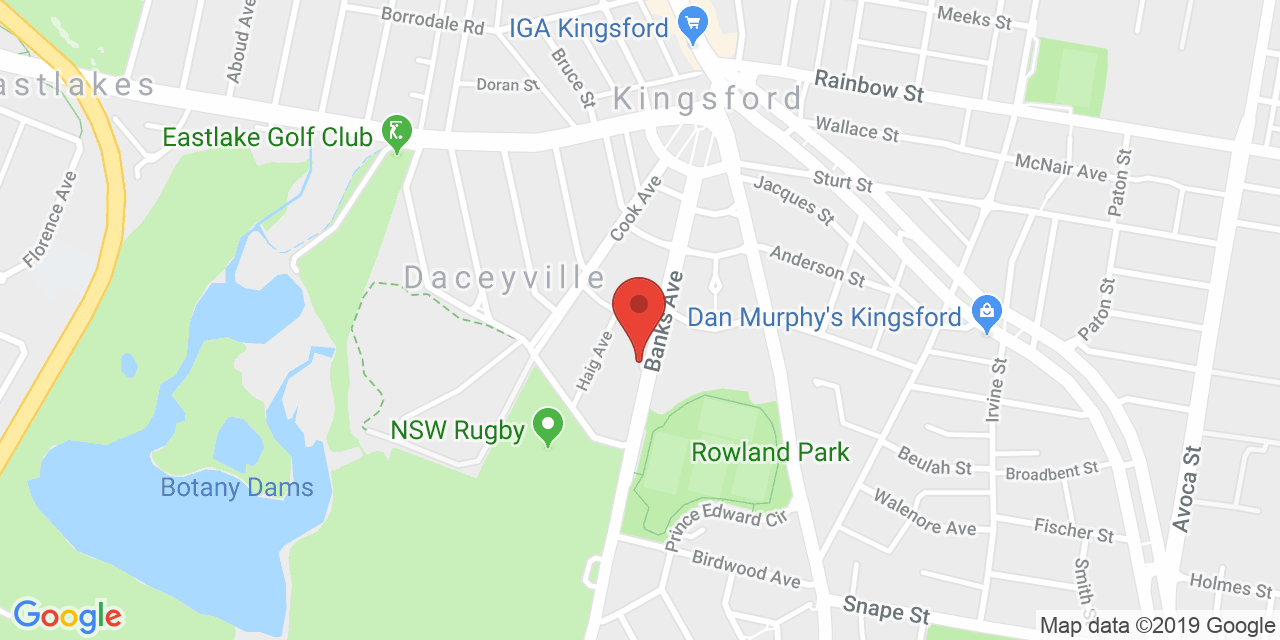 Borrodale Rd
IGA Kingsford
Meeks St
Aboud Ave
astlakes
Bruce St
Doran St
Kingsford
Rainbow St
Eastlake Golf Club
Wallace St
McNair Ave
Paton St
Florence Ave
Cook Ave
Jacques St
Sturt St
Daceyville
Anderson St
Banks Ave
Dan Murphy's Kingsford
Paton St
Haig Ave
Irvine St
NSW Rugby
Rowland Park
Beulah St
Broadbent St
Botany Dams
Avoca St
Walenore Ave
Prince Edward Cir
Fischer St
Birdwood Ave
Smith S
Holmes St
Snape St
Google
Map data ©2019 Google